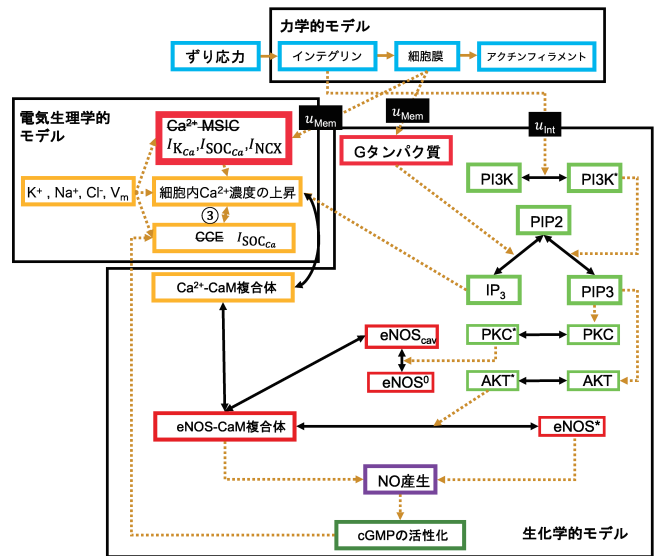 力学的モデル
ずり応力
インテグリン
細胞膜
アクチンフィラメント
電気生理学的
モデル
Ca²⁺ MSIC
I_Kca, I_SOCca, I_NCX
u_Mem
u_Mem
u_Int
Gタンパク質
PI3K
PI3K*
K⁺ , Na⁺, Cl⁻, Vₘ
細胞内Ca²⁺濃度の上昇
③
CCE I_SOCca
PIP2
Ca²⁺-CaM複合体
IP₃
PIP3
eNOS_cav
PKC*
PKC
eNOS⁰
AKT*
AKT
eNOS-CaM複合体
eNOS*
NO産生
cGMPの活性化
生化学的モデル